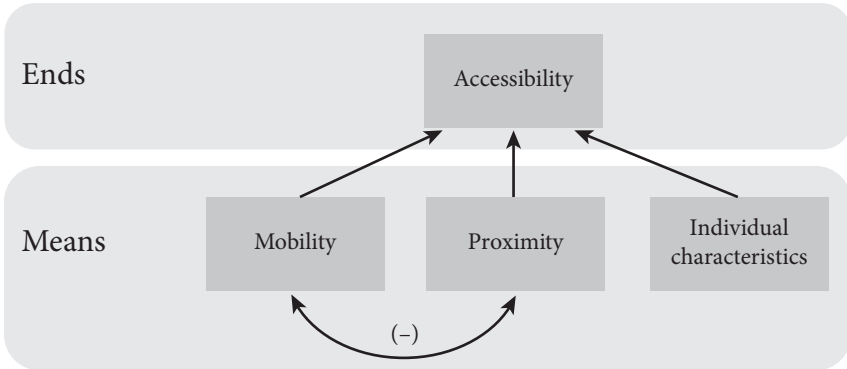 Ends
Accessibility
Means
Mobility
Proximity
Individual
characteristics
(–)